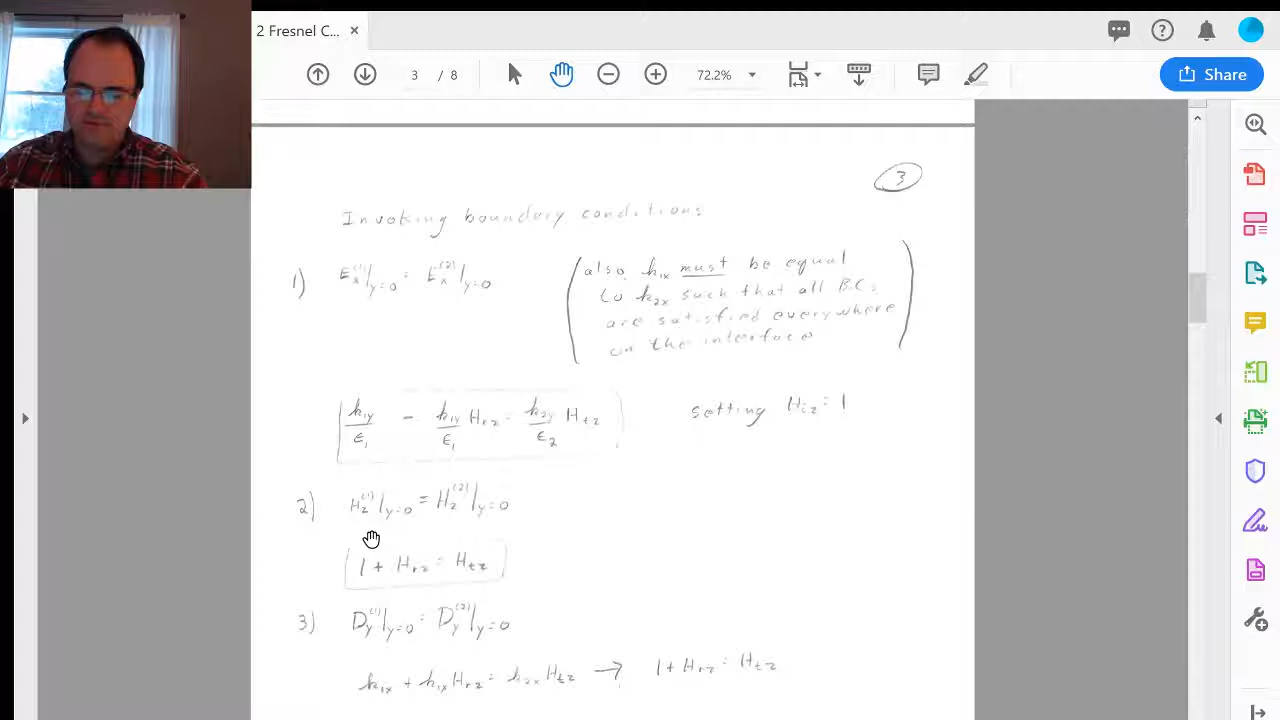 2 Fresnel C... ×
3 / 8
72.2%
Share
3
Invoking boundary conditions
1) Ex⁽¹⁾|y=0 = Ex⁽²⁾|y=0
(also k1x must be equal
to k2x such that all B.C.s
are satisfied everywhere
on the interface)
k1y/ε1 - k1y/ε1 Hrz = k2y/ε2 Htz setting Hiz = 1
2) Hz⁽¹⁾|y=0 = Hz⁽²⁾|y=0
1 + Hrz = Htz
3) Dy⁽¹⁾|y=0 = Dy⁽²⁾|y=0
k1x + k1x Hrz = k2x Htz → 1 + Hrz = Htz